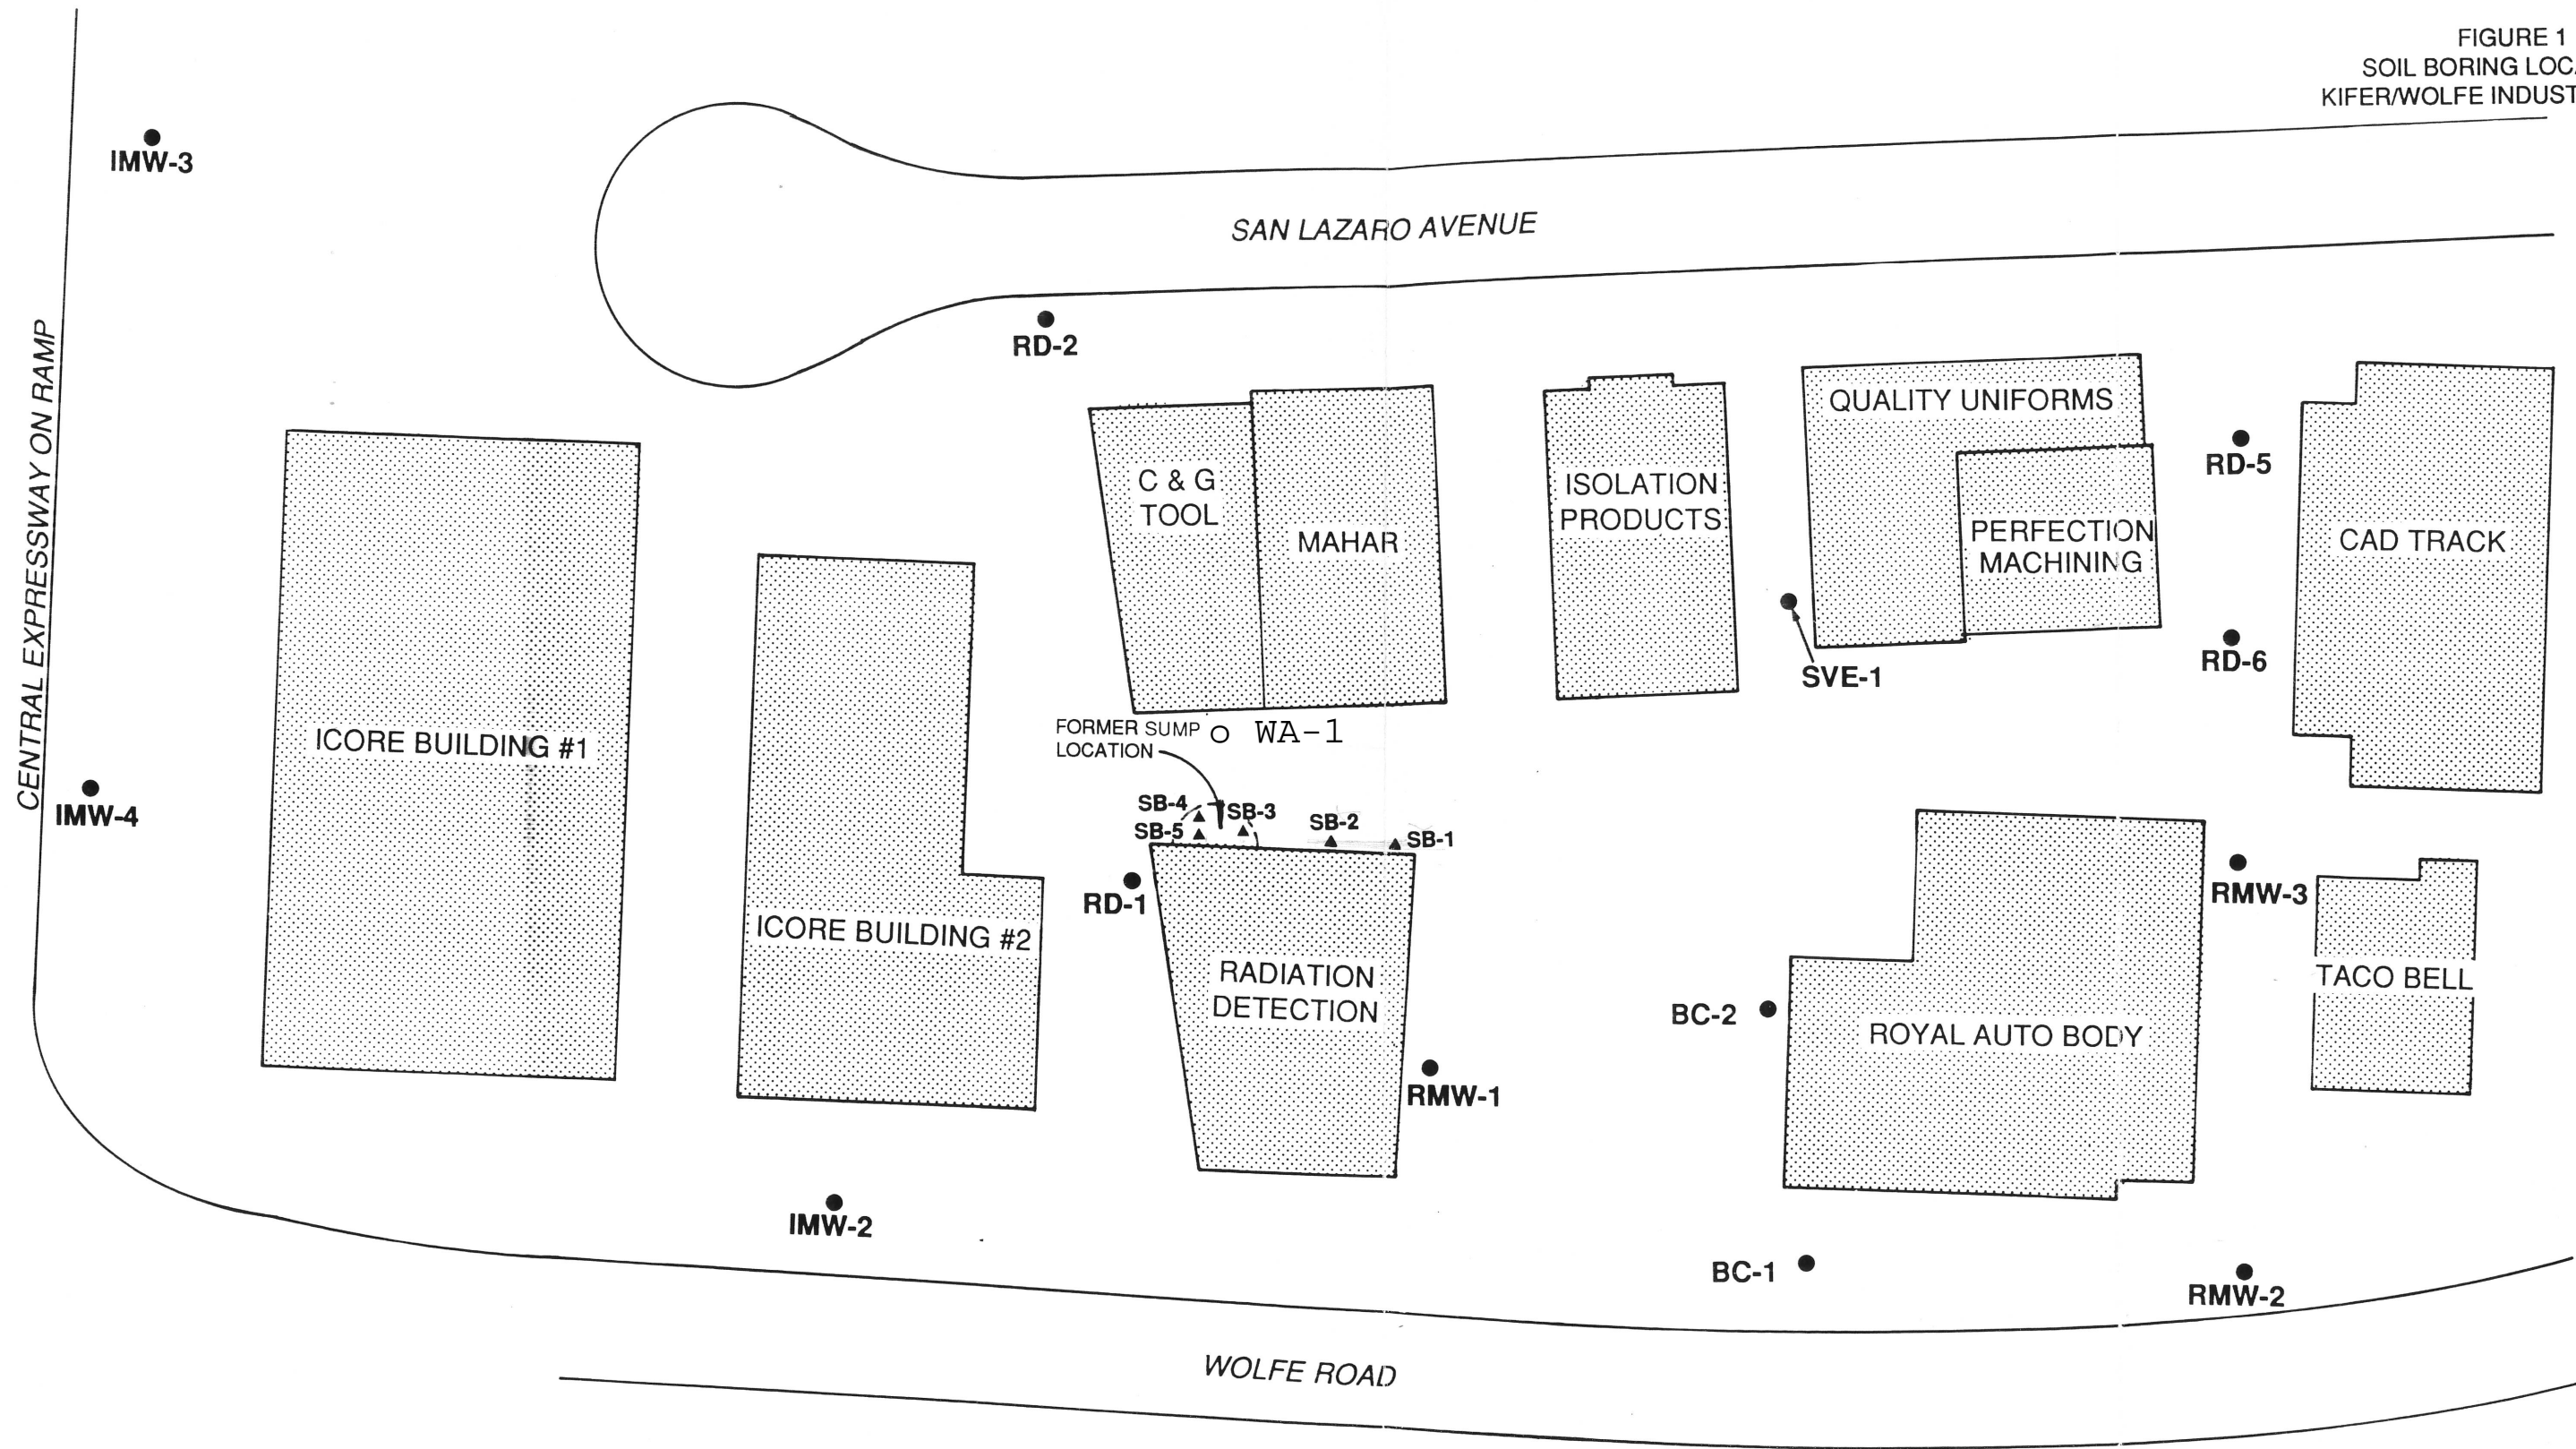 FIGURE 1
SOIL BORING LOC
KIFER/WOLFE INDUST
IMW-3
SAN LAZARO AVENUE
RD-2
CENTRAL EXPRESSWAY ON RAMP
QUALITY UNIFORMS
RD-5
C & G
TOOL
MAHAR
ISOLATION
PRODUCTS
PERFECTION
MACHINING
CAD TRACK
RD-6
SVE-1
ICORE BUILDING #1
FORMER SUMP
LOCATION
WA-1
IMW-4
SB-4
SB-3
SB-5
SB-2
SB-1
RD-1
RMW-3
ICORE BUILDING #2
RADIATION
DETECTION
TACO BELL
BC-2
ROYAL AUTO BODY
RMW-1
IMW-2
BC-1
RMW-2
WOLFE ROAD